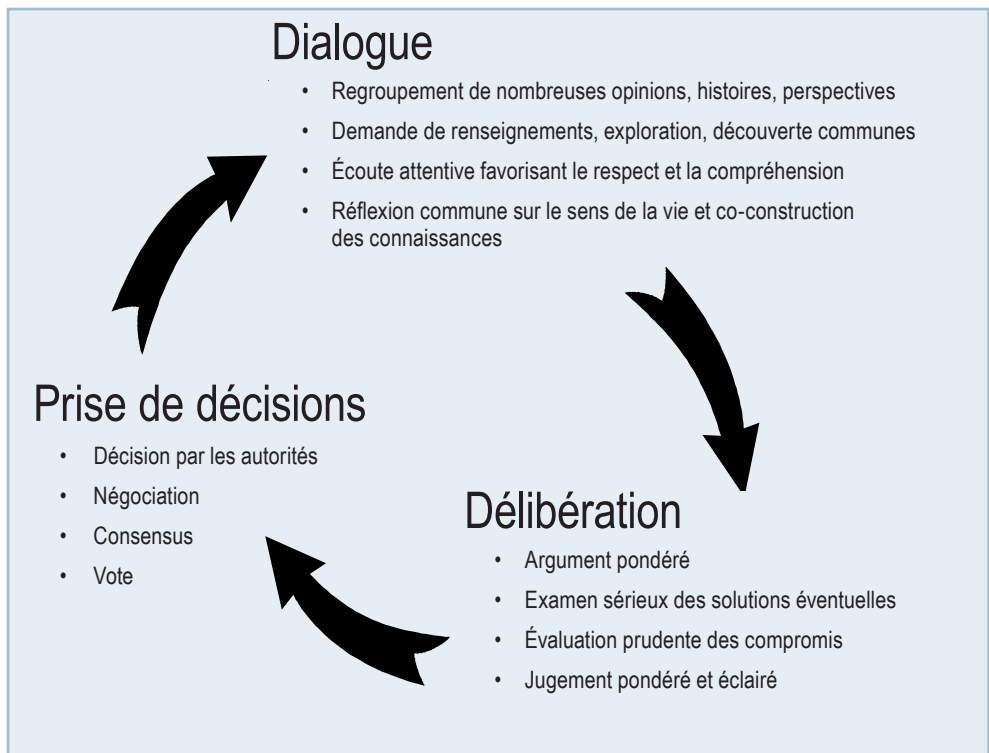 Dialogue
• Regroupement de nombreuses opinions, histoires, perspectives
• Demande de renseignements, exploration, découverte communes
• Écoute attentive favorisant le respect et la compréhension
• Réflexion commune sur le sens de la vie et co-construction
des connaissances
Prise de décisions
• Décision par les autorités
• Négociation
• Consensus
• Vote
Délibération
• Argument pondéré
• Examen sérieux des solutions éventuelles
• Évaluation prudente des compromis
• Jugement pondéré et éclairé